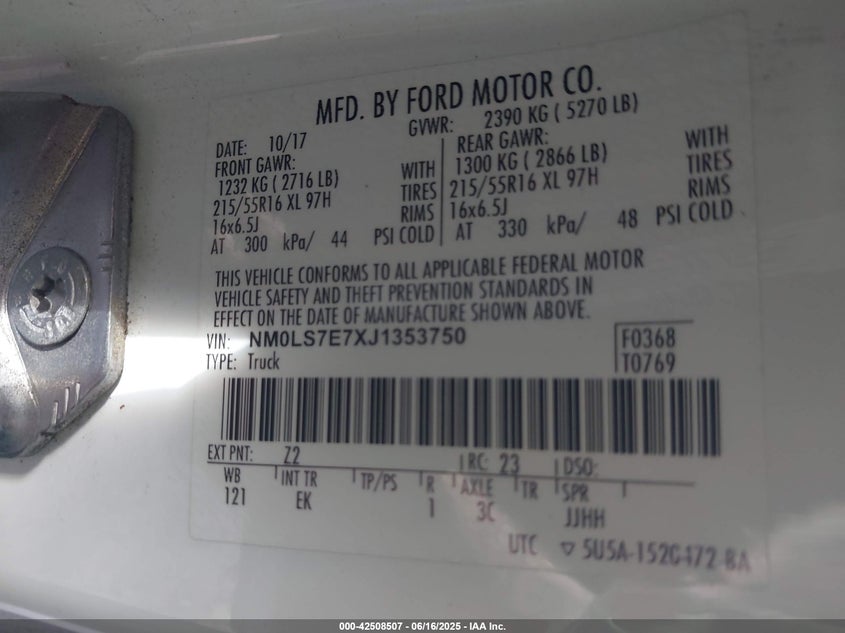 MFD. BY FORD MOTOR CO.
DATE: 10/17 GVWR: 2390 KG ( 5270 LB)
FRONT GAWR: WITH REAR GAWR: WITH
1232 KG ( 2716 LB) TIRES 1300 KG ( 2866 LB) TIRES
215/55R16 XL 97H RIMS 215/55R16 XL 97H RIMS
16x6.5J 16x6.5J
AT 300 kPa/ 44 PSI COLD AT 330 kPa/ 48 PSI COLD
THIS VEHICLE CONFORMS TO ALL APPLICABLE FEDERAL MOTOR
VEHICLE SAFETY AND THEFT PREVENTION STANDARDS IN
EFFECT ON THE DATE OF MANUFACTURE SHOWN ABOVE.
VIN: NM0LS7E7XJ1353750 F0368
TYPE: Truck T0769
EXT PNT: Z2 RC: 23 DSO:
WB INT TR TP/PS R AXLE TR SPR
121 EK 1 3C JJHH
UTC ▽ 5U5A-1520472-BA
000-42508507 - 06/16/2025 - IAA Inc.